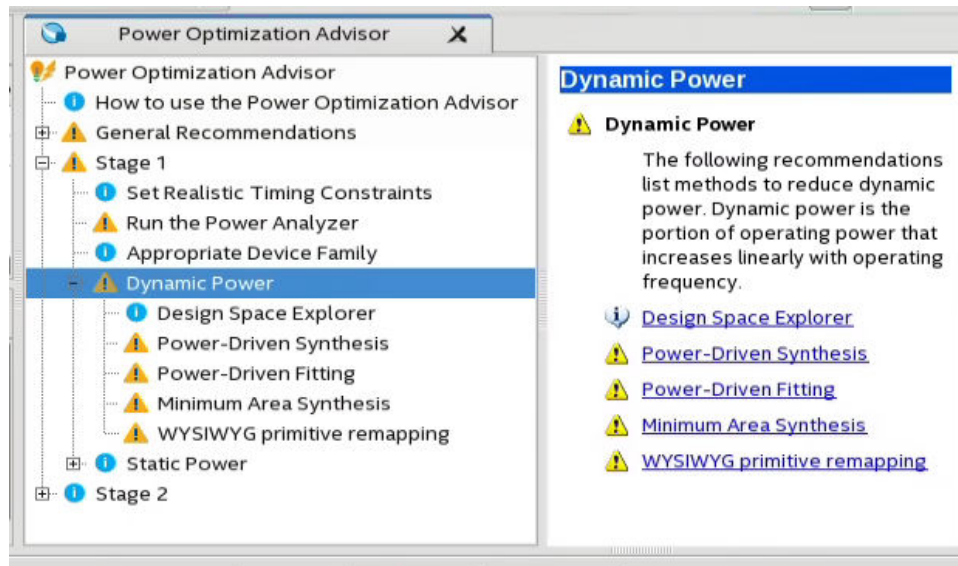 Power Optimization Advisor
Power Optimization Advisor
How to use the Power Optimization Advisor
General Recommendations
Stage 1
Set Realistic Timing Constraints
Run the Power Analyzer
Appropriate Device Family
Dynamic Power
Design Space Explorer
Power-Driven Synthesis
Power-Driven Fitting
Minimum Area Synthesis
WYSIWYG primitive remapping
Static Power
Stage 2
Dynamic Power
Dynamic Power
The following recommendations
list methods to reduce dynamic
power. Dynamic power is the
portion of operating power that
increases linearly with operating
frequency.
Design Space Explorer
Power-Driven Synthesis
Power-Driven Fitting
Minimum Area Synthesis
WYSIWYG primitive remapping